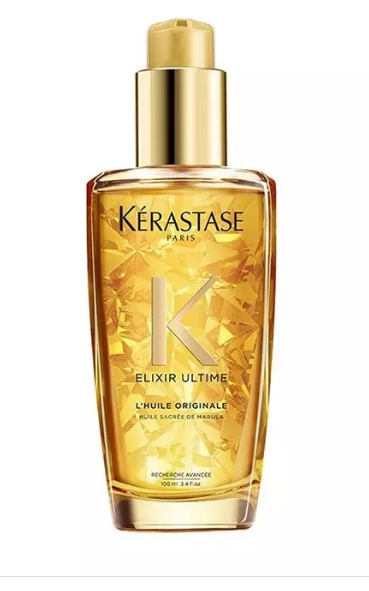 KÉRASTASE
PARIS
K
ELIXIR ULTIME
L'HUILE ORIGINALE
HUILE SACRÉE DE MARULA
RECHERCHE AVANCÉE
100 ml 3.4 fl.oz